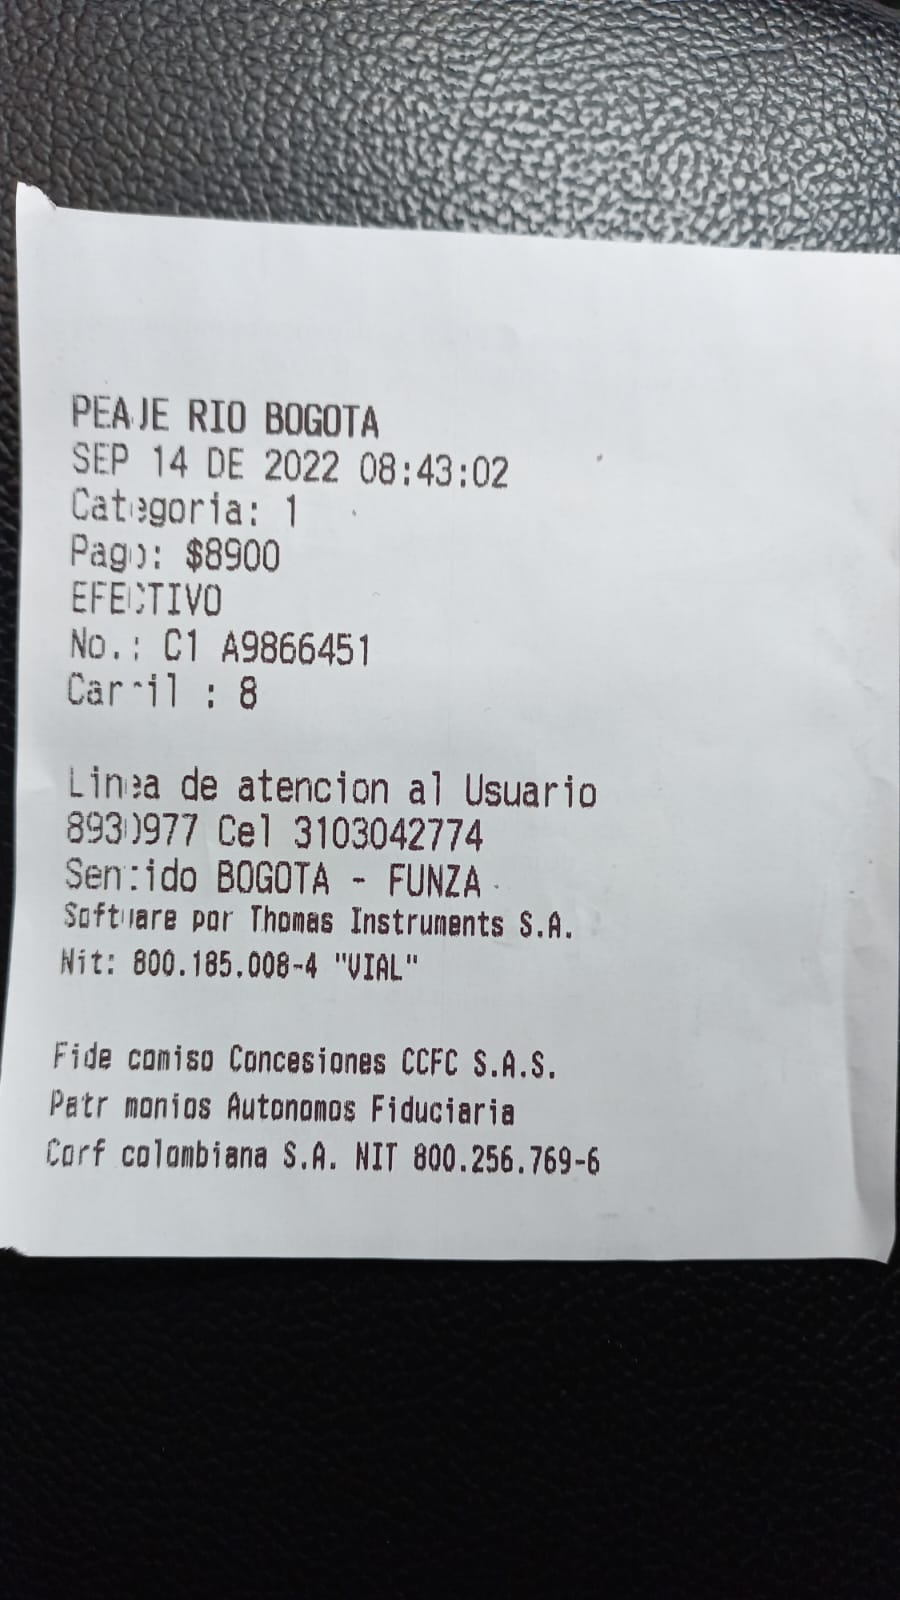 PEAJE RIO BOGOTA
SEP 14 DE 2022 08:43:02
Categoria: 1
Pago: $8900
EFECTIVO
No.: C1 A9866451
Carril : 8
Linea de atencion al Usuario
8930977 Cel 3103042774
Sentido BOGOTA - FUNZA
Software por Thomas Instruments S.A.
Nit: 800.185.008-4 "VIAL"
Fide comiso Concesiones CCFC S.A.S.
Patr monios Autonomos Fiduciaria
Corf colombiana S.A. NIT 800.256.769-6